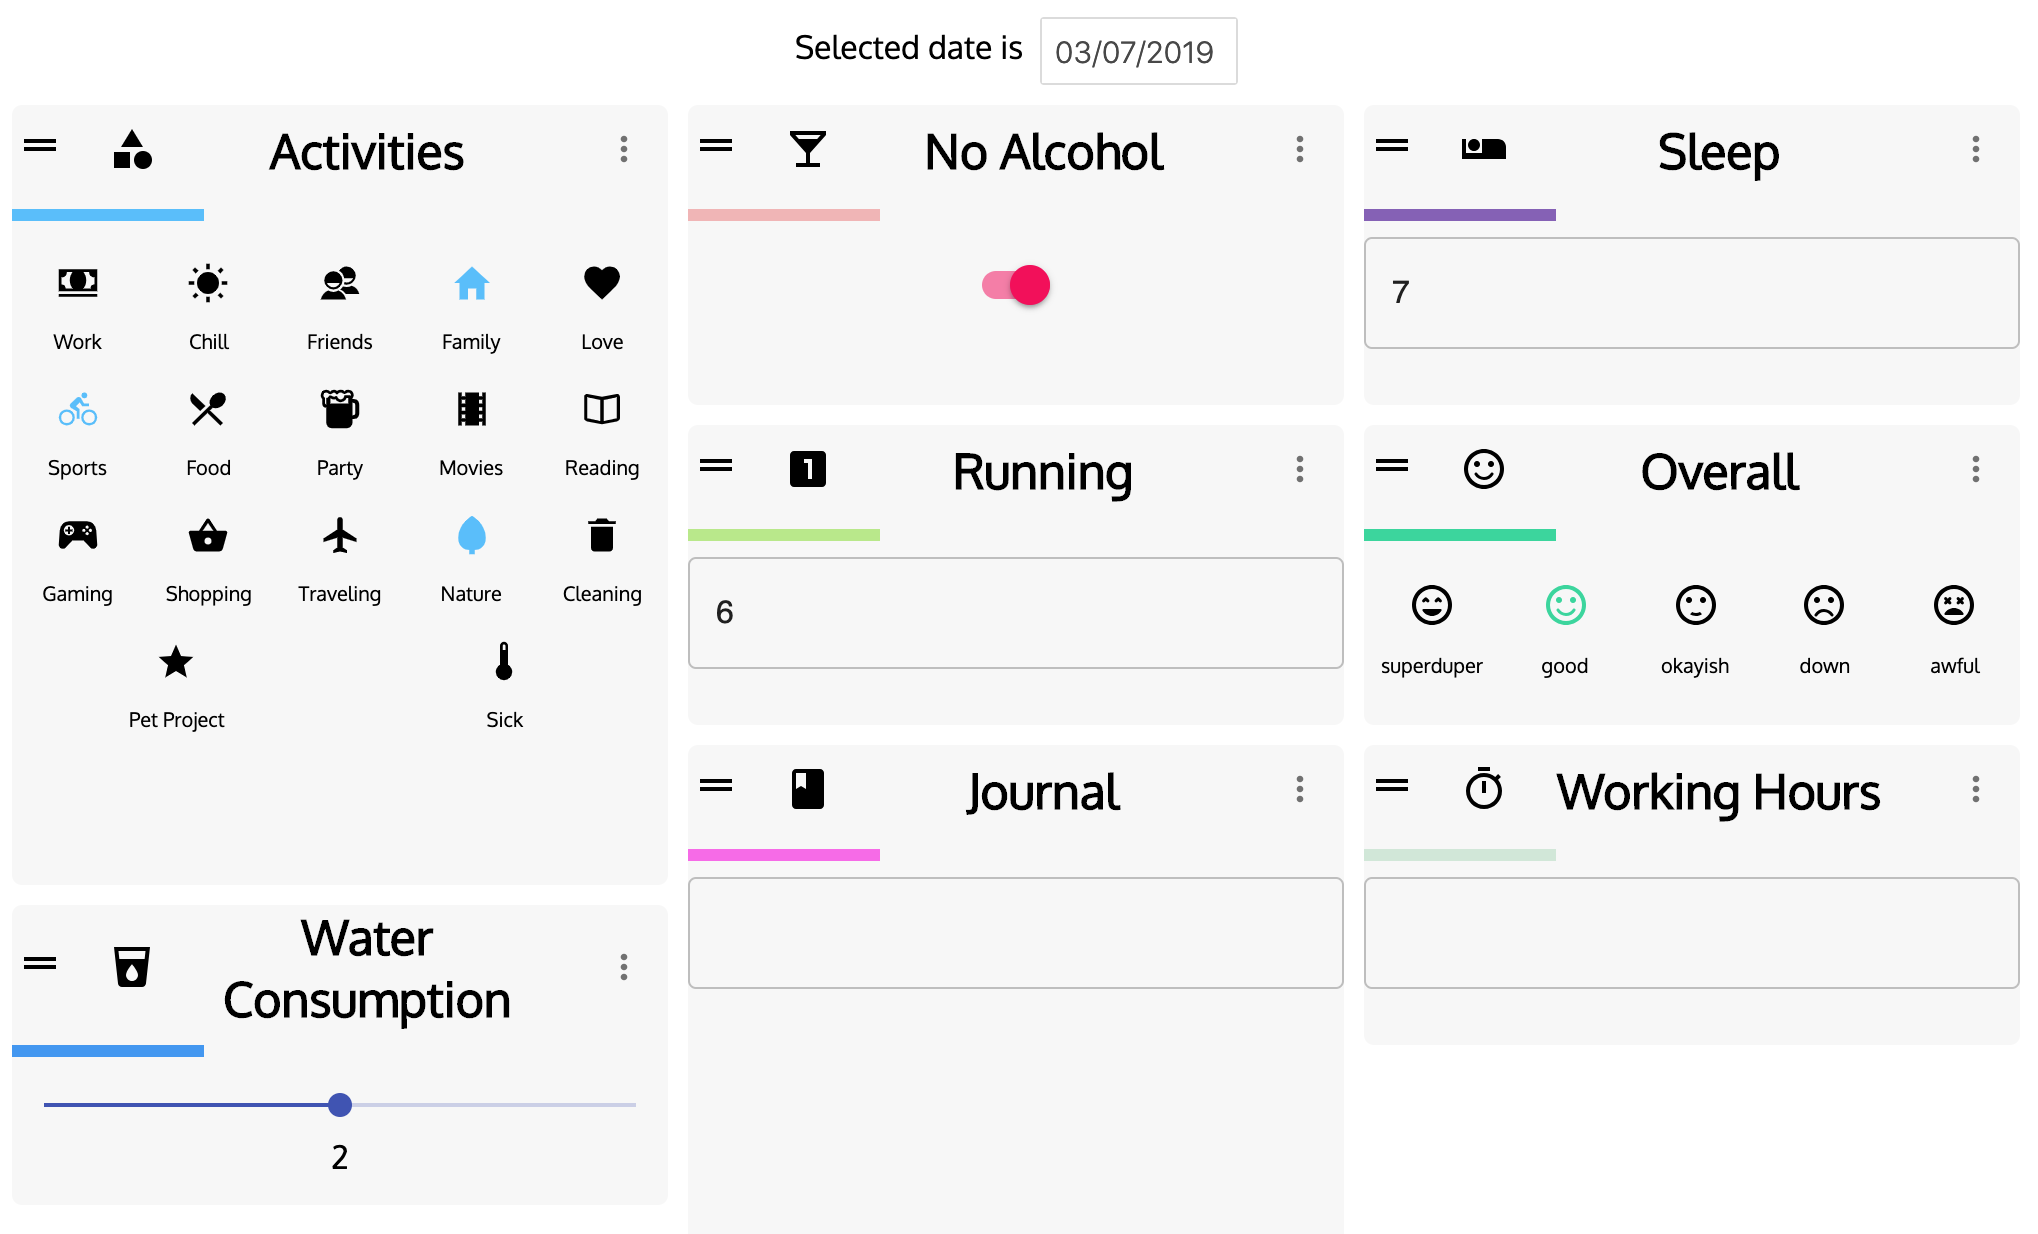 Selected date is 03/07/2019
Activities
Work Chill Friends Family Love
Sports Food Party Movies Reading
Gaming Shopping Traveling Nature Cleaning
Pet Project Sick
Water
Consumption
2
No Alcohol
Running
1
6
Journal
Sleep
7
Overall
superduper good okayish down awful
Working Hours